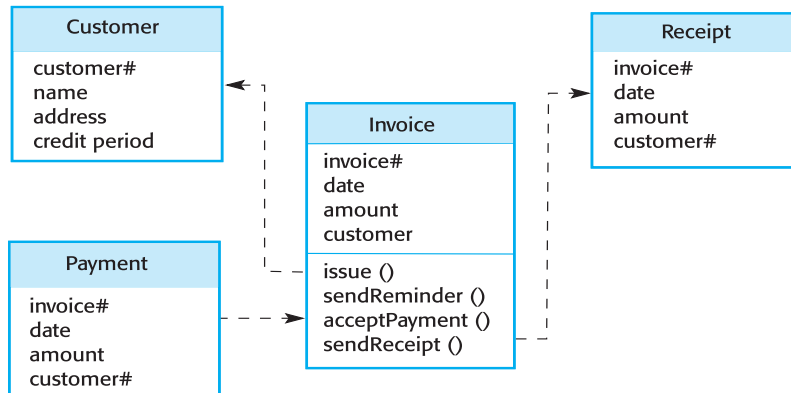 Customer
customer#
name
address
credit period
Receipt
invoice#
date
amount
customer#
Invoice
invoice#
date
amount
customer
issue ()
sendReminder ()
acceptPayment ()
sendReceipt ()
Payment
invoice#
date
amount
customer#